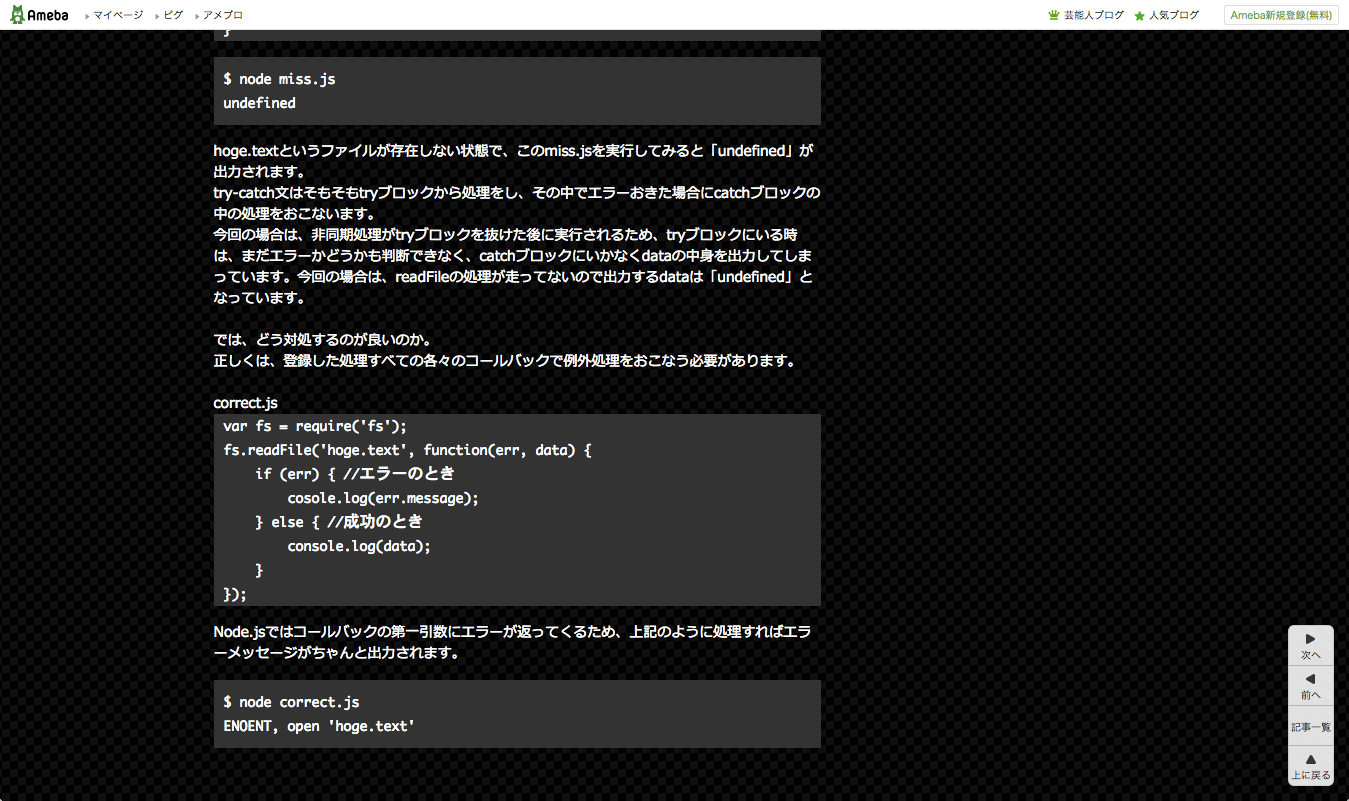 Ameba
マイページ
ピグ
アメブロ
芸能人ブログ
人気ブログ
Ameba新規登録(無料)
}
$ node miss.js
undefined
hoge.textというファイルが存在しない状態で、このmiss.jsを実行してみると「undefined」が
出力されます。
try-catch文はそもそもtryブロックから処理をし、その中でエラーおきた場合にcatchブロックの
中の処理をおこないます。
今回の場合は、非同期処理がtryブロックを抜けた後に実行されるため、tryブロックにいる時
は、まだエラーかどうかも判断できなく、catchブロックにいかなくdataの中身を出力してしま
っています。今回の場合は、readFileの処理が走ってないので出力するdataは「undefined」と
なっています。
では、どう対処するのが良いのか。
正しくは、登録した処理すべての各々のコールバックで例外処理をおこなう必要があります。
correct.js
var fs = require('fs');
fs.readFile('hoge.text', function(err, data) {
    if (err) { //エラーのとき
        cosole.log(err.message);
    } else { //成功のとき
        console.log(data);
    }
});
Node.jsではコールバックの第一引数にエラーが返ってくるため、上記のように処理すればエラ
ーメッセージがちゃんと出力されます。
$ node correct.js
ENOENT, open 'hoge.text'
次へ
前へ
記事一覧
上に戻る